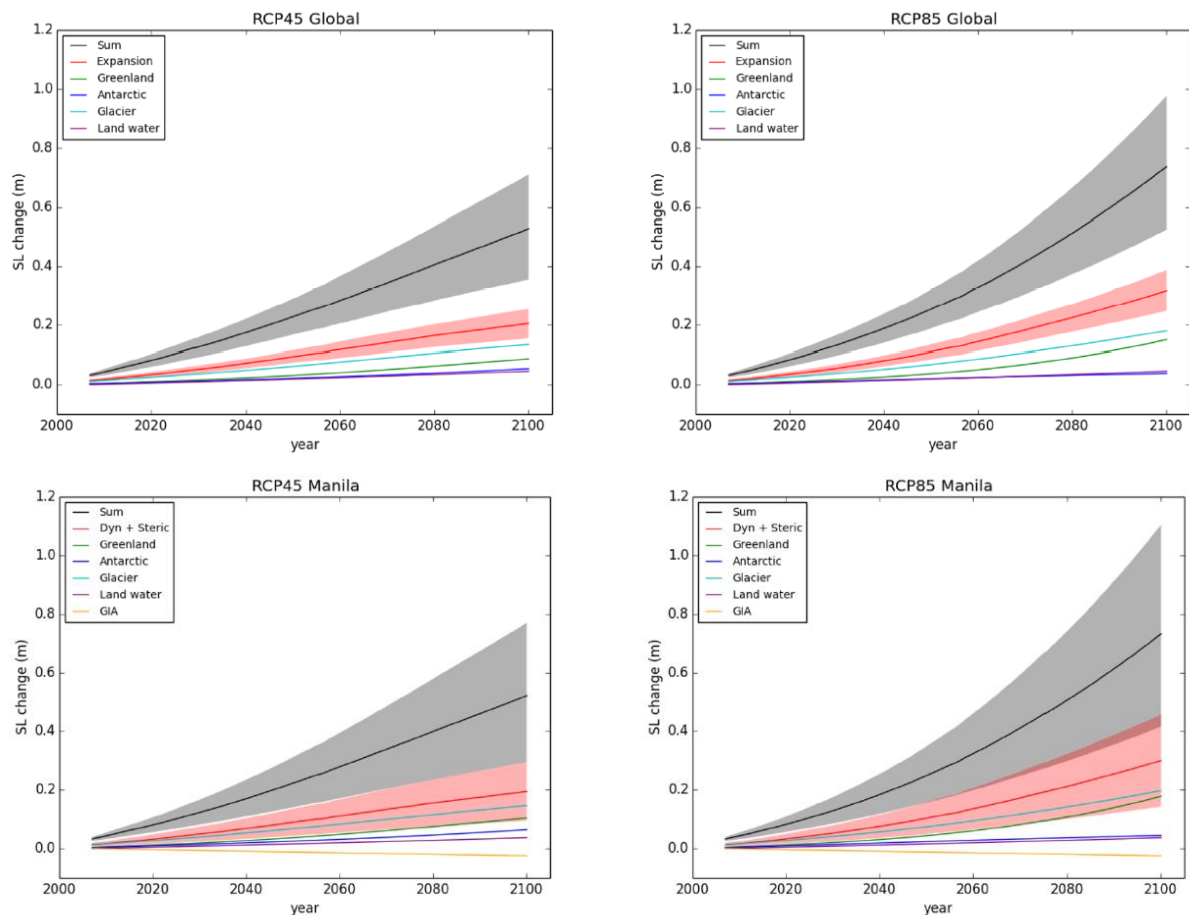 RCP45 Global
1.2
1.0
0.8
0.6
0.4
0.2
0.0
SL change (m)
Sum
Expansion
Greenland
Antarctic
Glacier
Land water
2000 2020 2040 2060 2080 2100
year
RCP85 Global
1.2
1.0
0.8
0.6
0.4
0.2
0.0
SL change (m)
Sum
Expansion
Greenland
Antarctic
Glacier
Land water
2000 2020 2040 2060 2080 2100
year
RCP45 Manila
1.2
1.0
0.8
0.6
0.4
0.2
0.0
SL change (m)
Sum
Dyn + Steric
Greenland
Antarctic
Glacier
Land water
GIA
2000 2020 2040 2060 2080 2100
year
RCP85 Manila
1.2
1.0
0.8
0.6
0.4
0.2
0.0
SL change (m)
Sum
Dyn + Steric
Greenland
Antarctic
Glacier
Land water
GIA
2000 2020 2040 2060 2080 2100
year